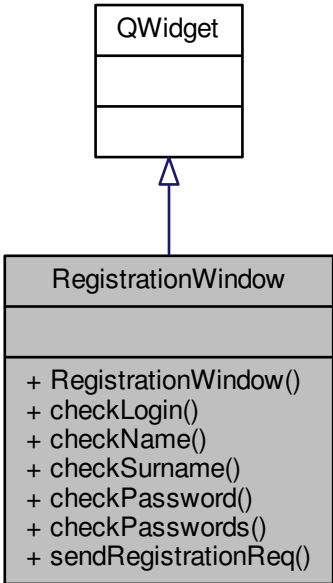 QWidget
RegistrationWindow
+ RegistrationWindow()
+ checkLogin()
+ checkName()
+ checkSurname()
+ checkPassword()
+ checkPasswords()
+ sendRegistrationReq()